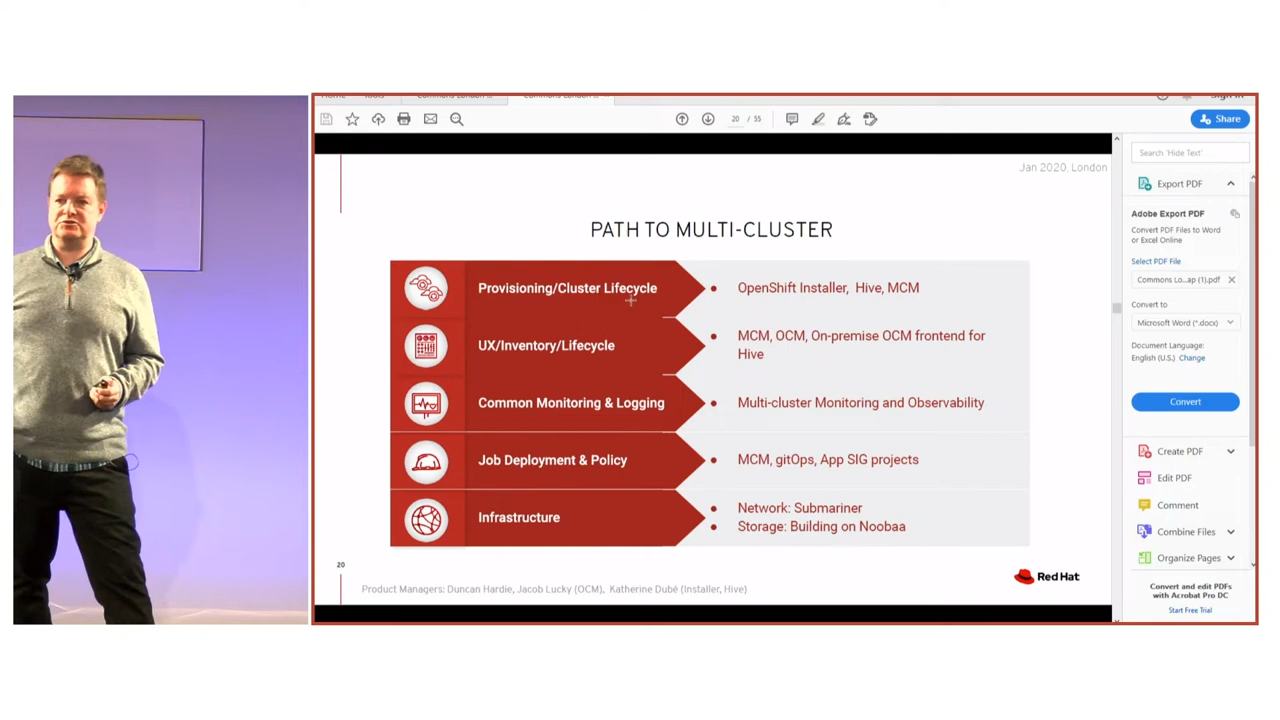 20 / 55
Share
Search 'Hide Text'
Jan 2020, London
Export PDF
PATH TO MULTI-CLUSTER
Adobe Export PDF
Convert PDF Files to Word
or Excel Online
Select PDF File
Commons Lo...ap (1).pdf
Provisioning/Cluster Lifecycle
• OpenShift Installer, Hive, MCM
Convert to
Microsoft Word (*.docx)
UX/Inventory/Lifecycle
• MCM, OCM, On-premise OCM frontend for
Hive
Document Language:
English (U.S.) Change
Common Monitoring & Logging
• Multi-cluster Monitoring and Observability
Convert
Job Deployment & Policy
• MCM, gitOps, App SIG projects
Create PDF
Edit PDF
Infrastructure
• Network: Submariner
• Storage: Building on Noobaa
Comment
Combine Files
Organize Pages
20
Red Hat
Product Managers: Duncan Hardie, Jacob Lucky (OCM), Katherine Dubé (Installer, Hive)
Convert and edit PDFs
with Acrobat Pro DC
Start Free Trial